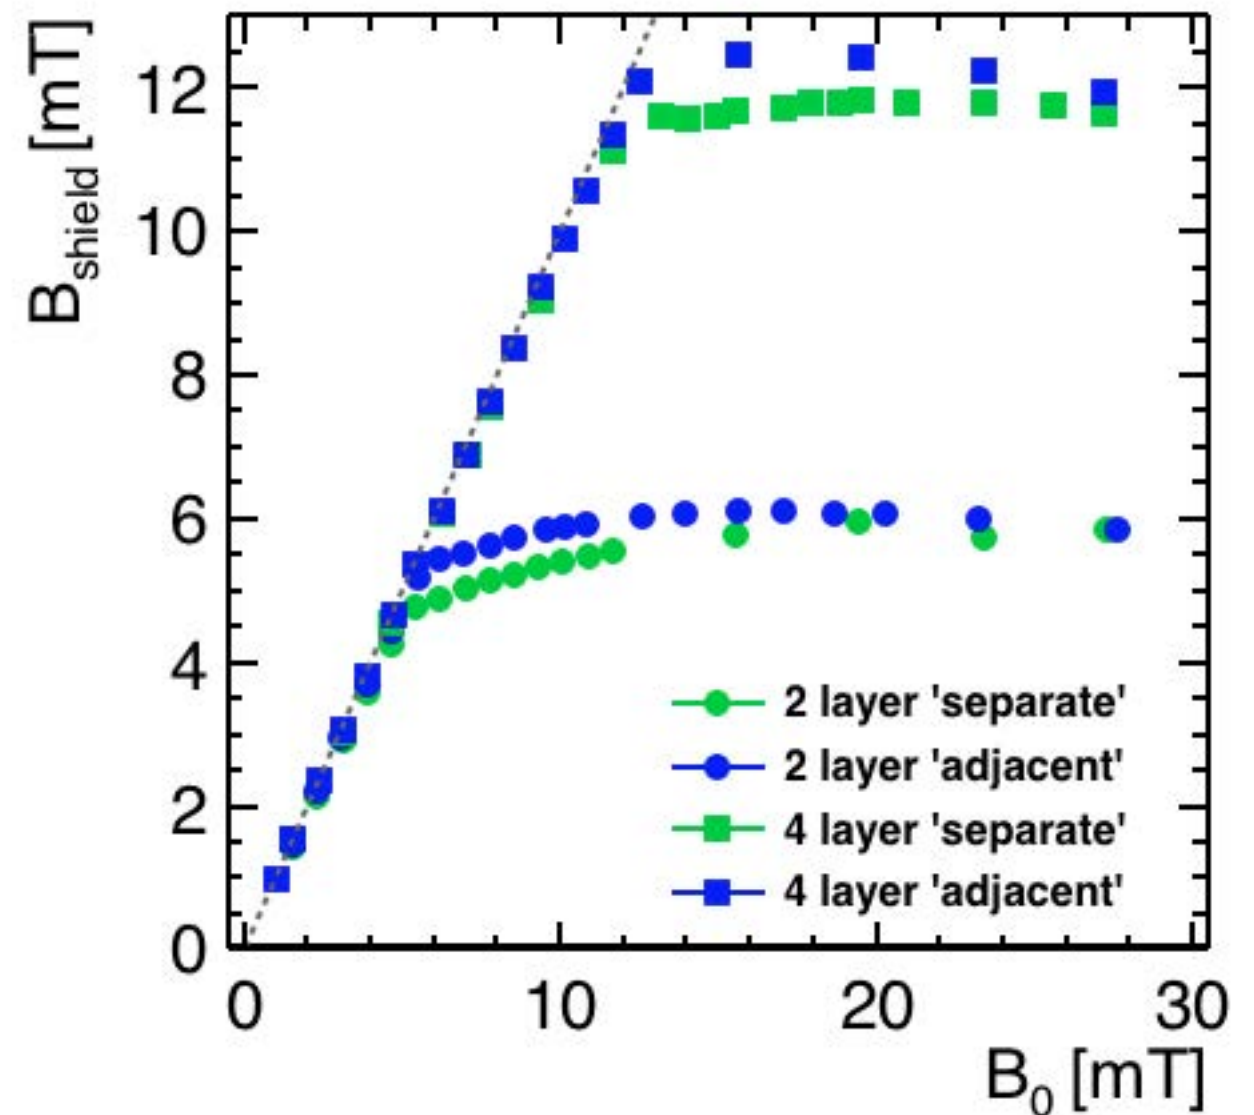 B_shield [mT]
12
10
8
6
4
2
0
2 layer 'separate'
2 layer 'adjacent'
4 layer 'separate'
4 layer 'adjacent'
0 10 20 30
B_0 [mT]